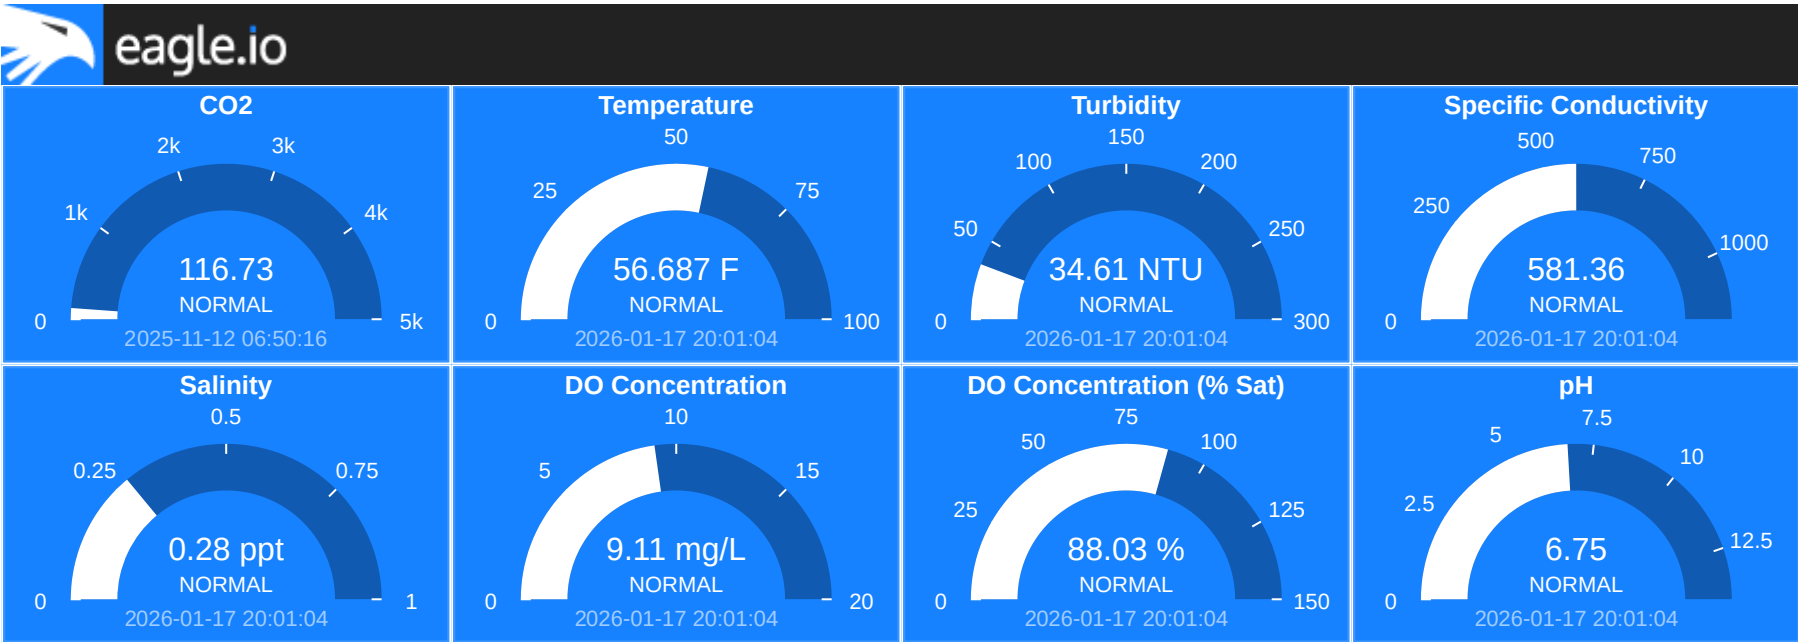 eagle.io
CO2
0
1k
2k
3k
4k
5k
116.73
NORMAL
2025-11-12 06:50:16
Temperature
0
25
50
75
100
56.687 F
NORMAL
2026-01-17 20:01:04
Turbidity
0
50
100
150
200
250
300
34.61 NTU
NORMAL
2026-01-17 20:01:04
Specific Conductivity
0
250
500
750
1000
581.36
NORMAL
2026-01-17 20:01:04
Salinity
0
0.25
0.5
0.75
1
0.28 ppt
NORMAL
2026-01-17 20:01:04
DO Concentration
0
5
10
15
20
9.11 mg/L
NORMAL
2026-01-17 20:01:04
DO Concentration (% Sat)
0
25
50
75
100
125
150
88.03 %
NORMAL
2026-01-17 20:01:04
pH
0
2.5
5
7.5
10
12.5
6.75
NORMAL
2026-01-17 20:01:04